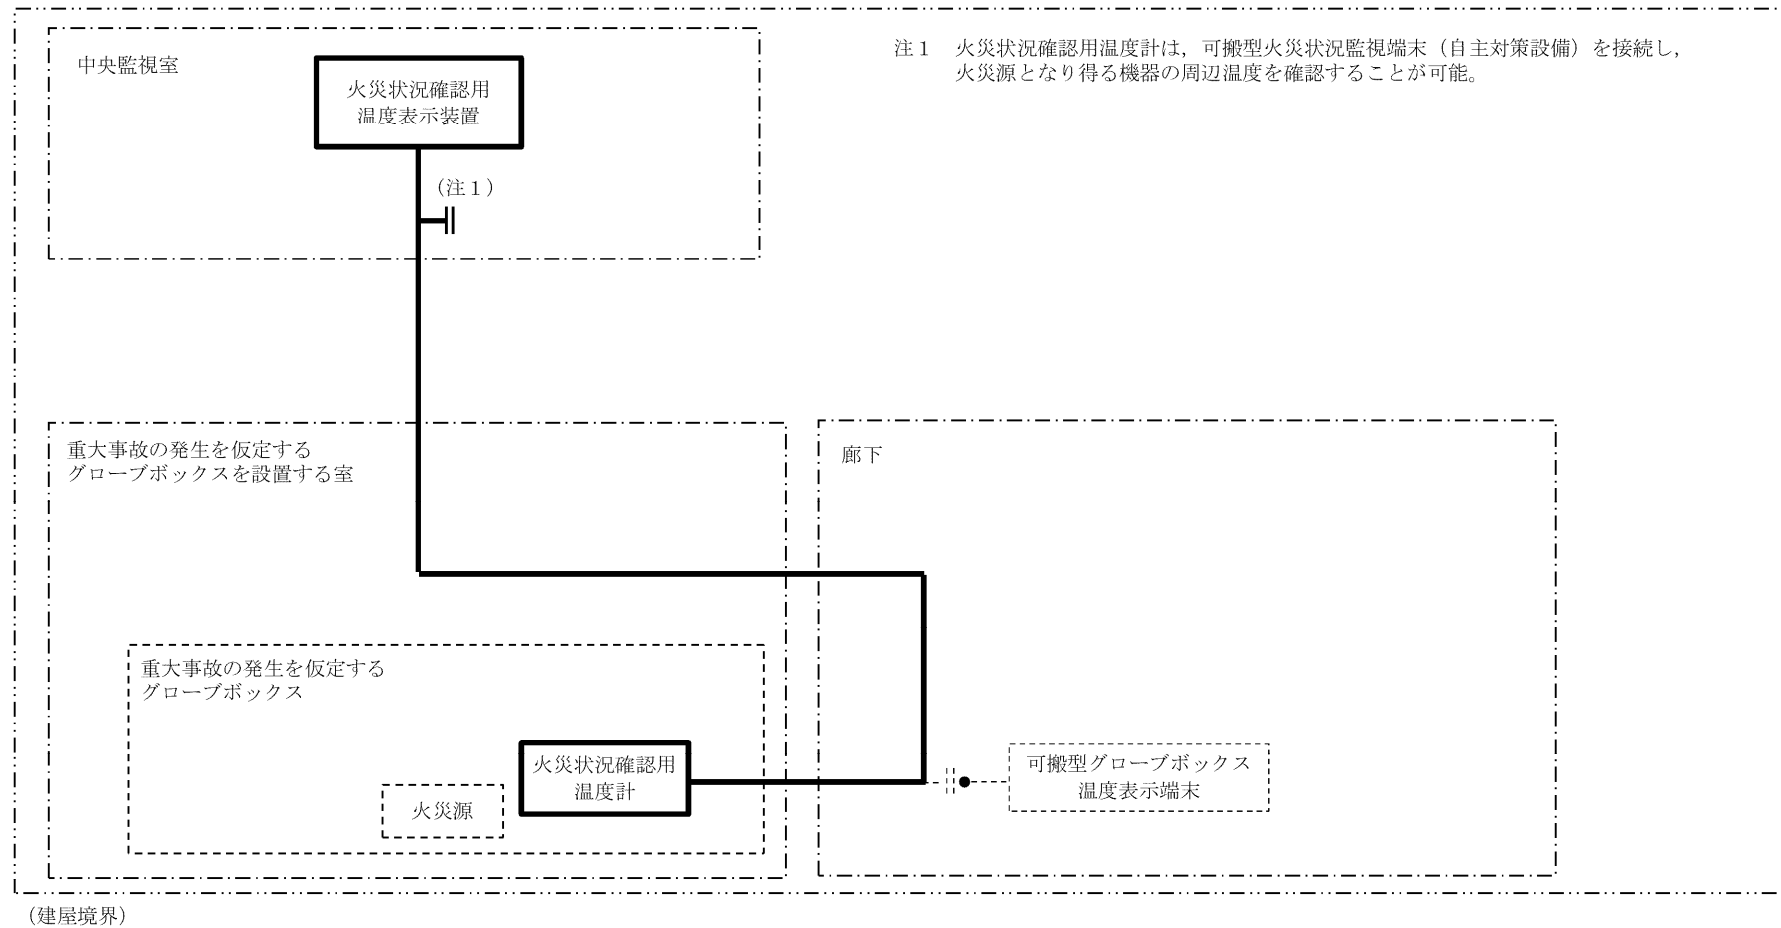 中央監視室
火災状況確認用
温度表示装置
(注1)
注1 火災状況確認用温度計は,可搬型火災状況監視端末(自主対策設備)を接続し,
火災源となり得る機器の周辺温度を確認することが可能。
重大事故の発生を仮定する
グローブボックスを設置する室
廊下
重大事故の発生を仮定する
グローブボックス
火災状況確認用
温度計
火災源
可搬型グローブボックス
温度表示端末
(建屋境界)